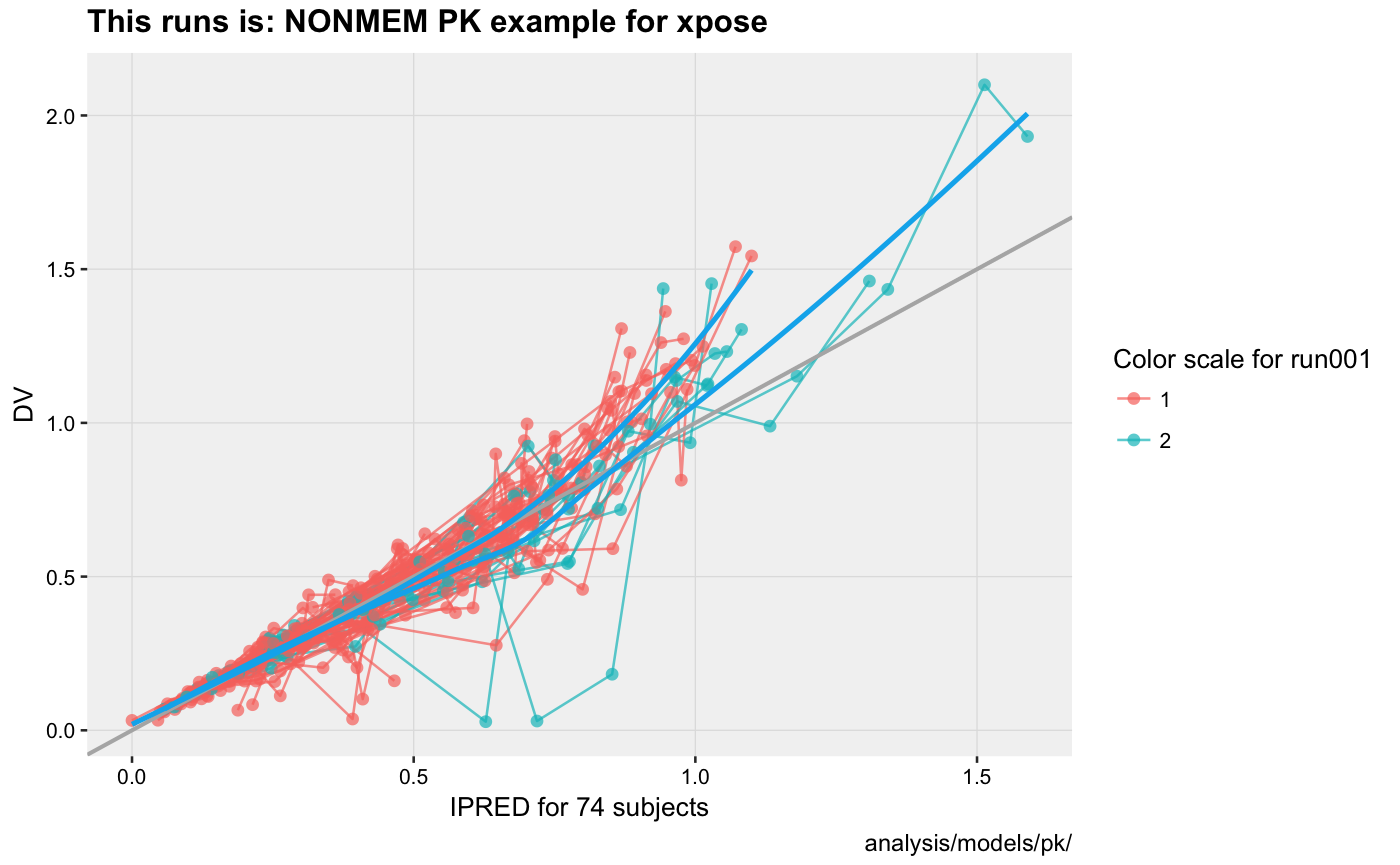 This runs is: NONMEM PK example for xpose
DV
2.0
1.5
1.0
0.5
0.0
0.0 0.5 1.0 1.5
IPRED for 74 subjects
analysis/models/pk/
Color scale for run001
1
2